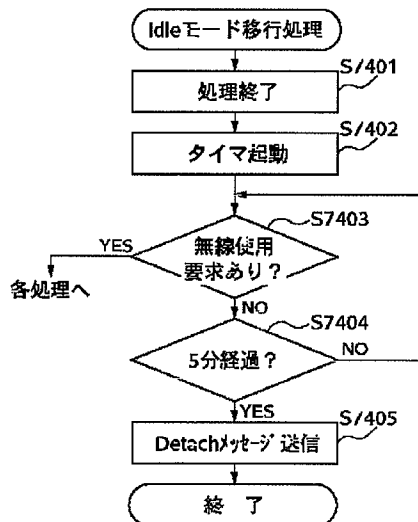 Idleモード移行処理
S7401
処理終了
S7402
タイマ起動
S7403
YES
無線使用
要求あり？
各処理へ
NO
S7404
5分経過？
NO
YES
S7405
Detachﾒｯｾｰｼﾞ 送信
終 了